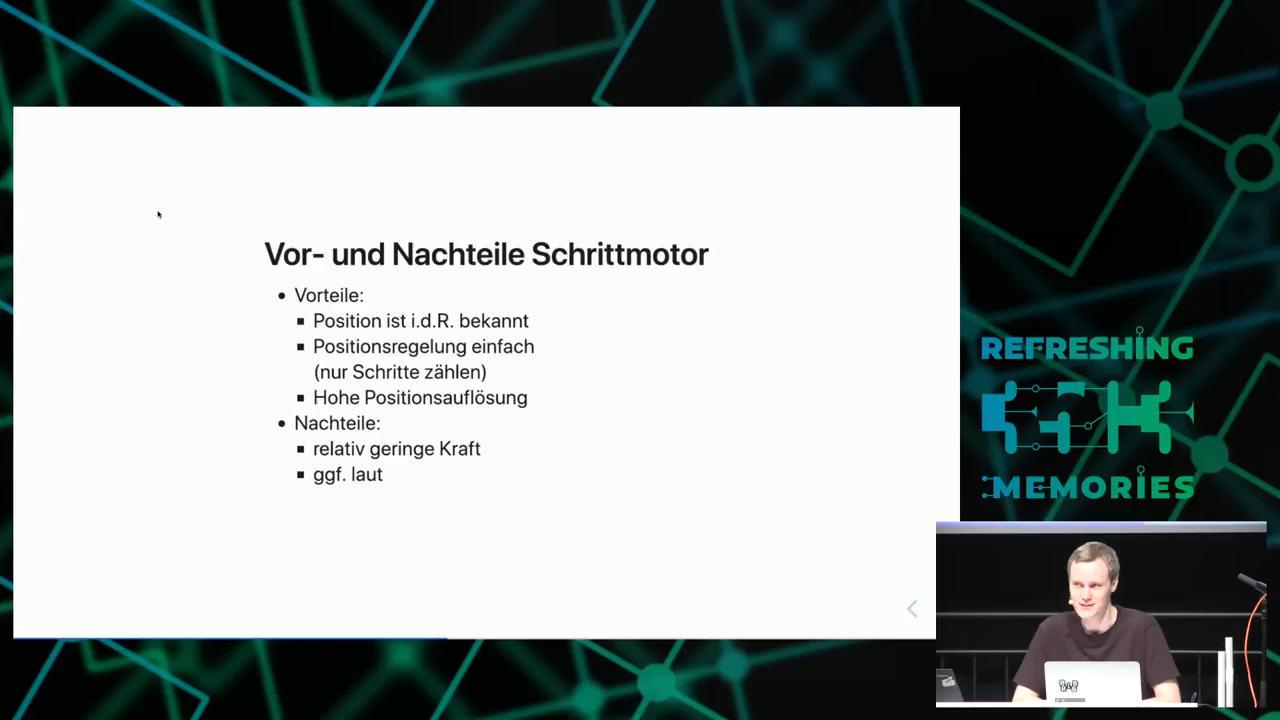 Vor- und Nachteile Schrittmotor
• Vorteile:
▪ Position ist i.d.R. bekannt
▪ Positionsregelung einfach
(nur Schritte zählen)
▪ Hohe Positionsauflösung
• Nachteile:
▪ relativ geringe Kraft
▪ ggf. laut
REFRESHING
MEMORIES